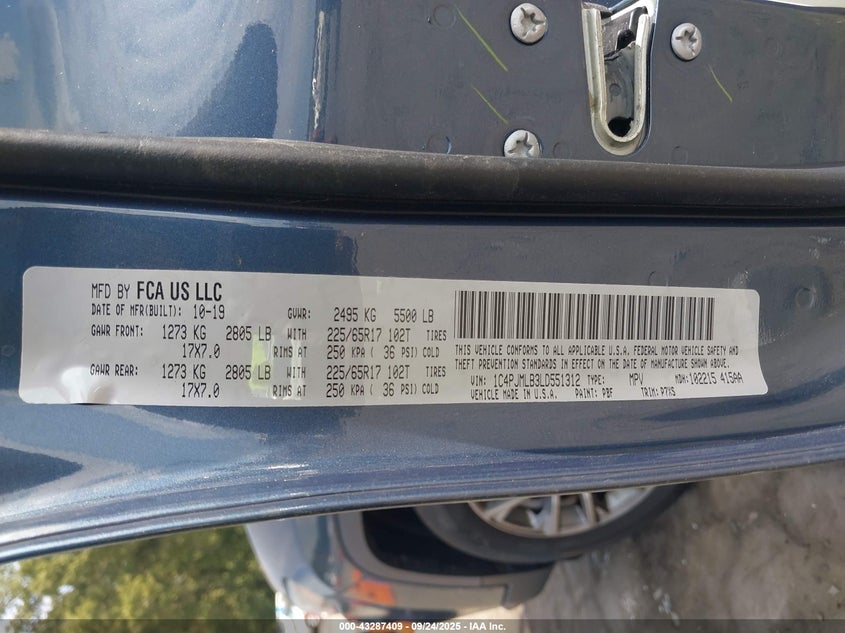 MFD BY FCA US LLC
DATE OF MFR(BUILT): 10-19 GVWR: 2495 KG 5500 LB
GAWR FRONT: 1273 KG 2805 LB WITH 225/65R17 102T TIRES
17X7.0 RIMS AT 250 KPA ( 36 PSI) COLD
GAWR REAR: 1273 KG 2805 LB WITH 225/65R17 102T TIRES
17X7.0 RIMS AT 250 KPA ( 36 PSI) COLD
THIS VEHICLE CONFORMS TO ALL APPLICABLE U.S.A. FEDERAL MOTOR VEHICLE SAFETY AND
THEFT PREVENTION STANDARDS IN EFFECT ON THE DATE OF MANUFACTURE SHOWN ABOVE.
VIN: 1C4PJMLB3LD551312 TYPE: MPV MDH: 102215 415AA
VEHICLE MADE IN U.S.A. PAINT: PBF TRIM: P7X5
000-43287409 - 09/24/2025 - IAA Inc.